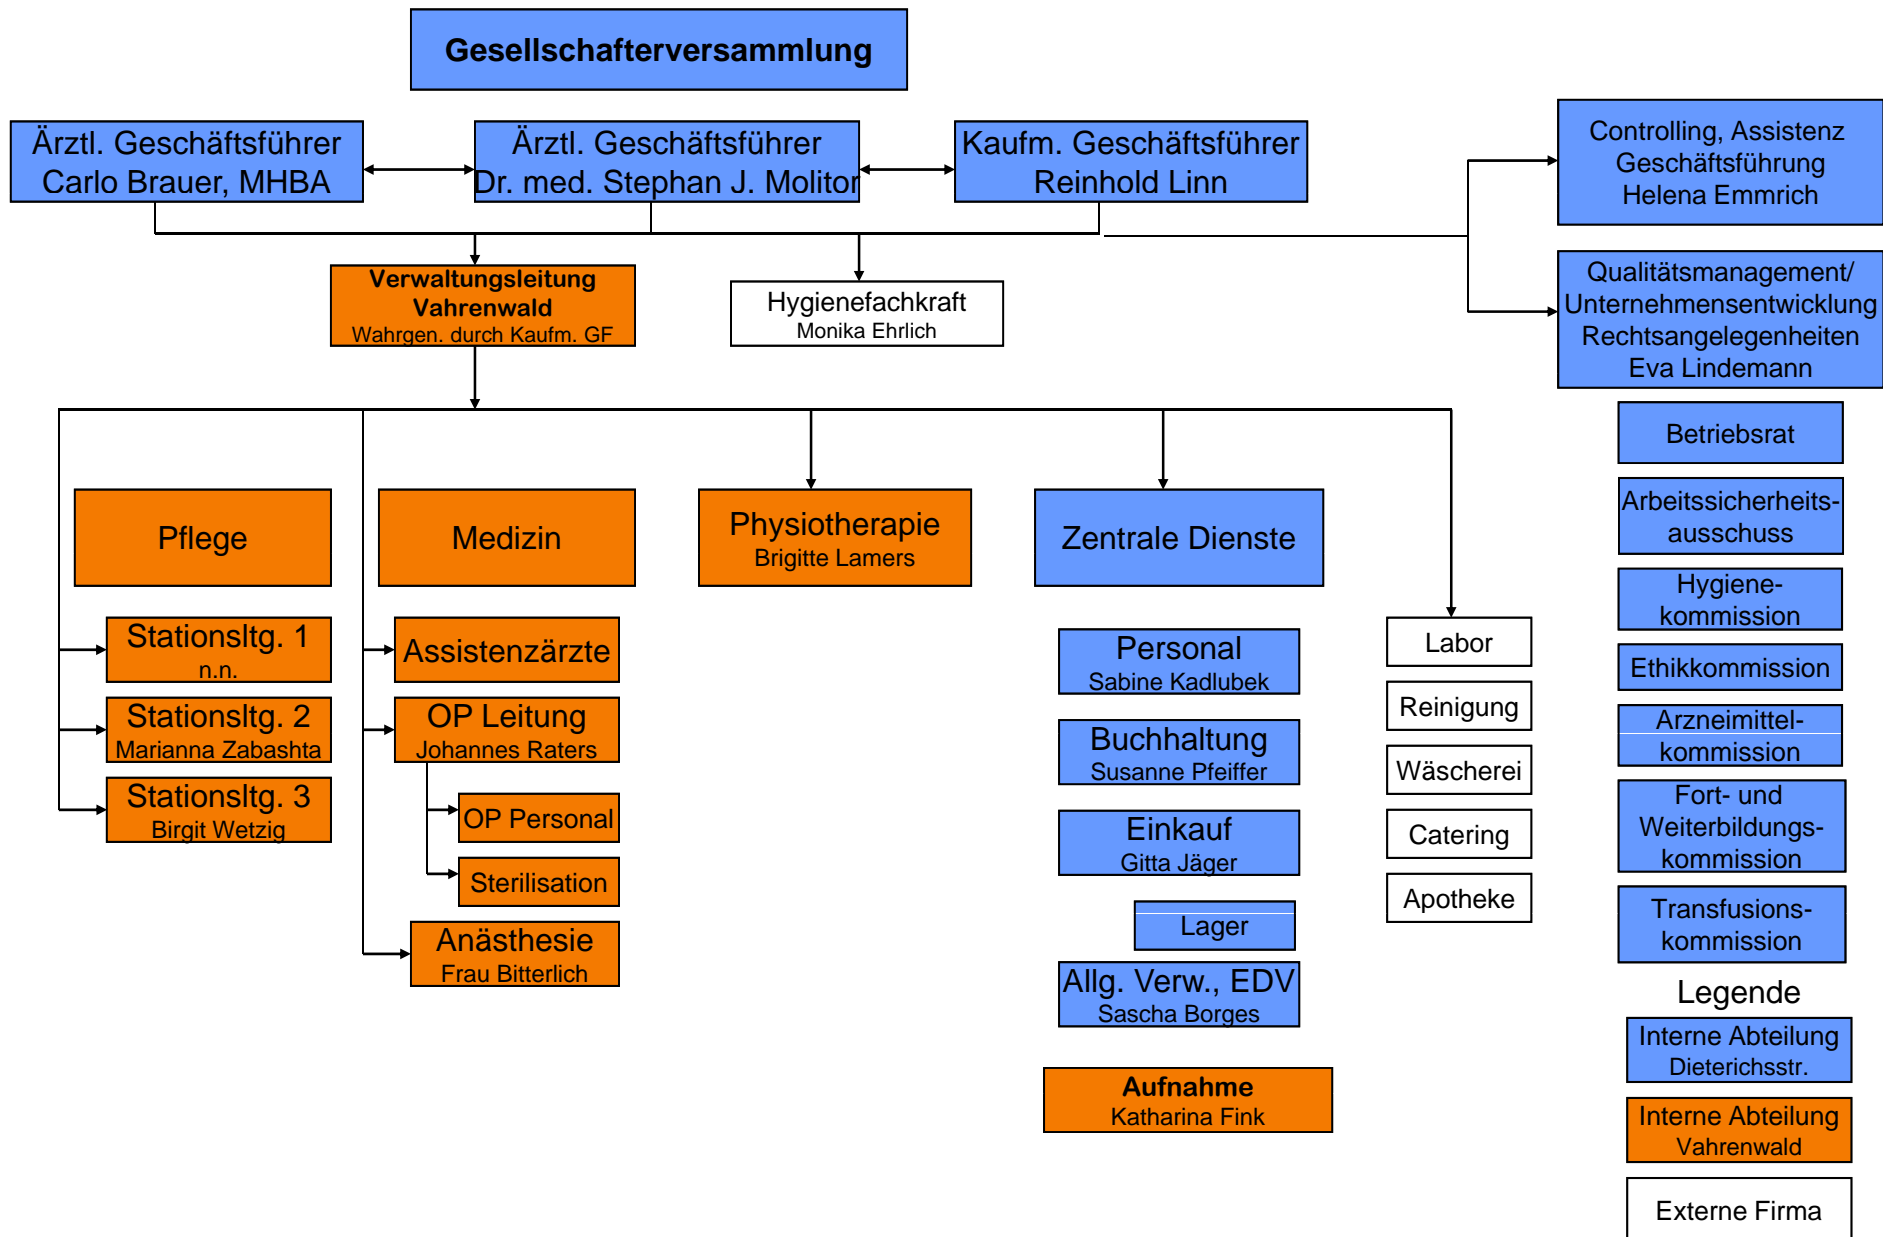 Gesellschafterversammlung
Ärztl. Geschäftsführer
Carlo Brauer, MHBA
Ärztl. Geschäftsführer
Dr. med. Stephan J. Molitor
Kaufm. Geschäftsführer
Reinhold Linn
Controlling, Assistenz
Geschäftsführung
Helena Emmrich
Verwaltungsleitung
Vahrenwald
Wahrgen. durch Kaufm. GF
Hygienefachkraft
Monika Ehrlich
Qualitätsmanagement/
Unternehmensentwicklung
Rechtsangelegenheiten
Eva Lindemann
Pflege
Stationsltg. 1
n.n.
Stationsltg. 2
Marianna Zabashta
Stationsltg. 3
Birgit Wetzig
Medizin
Assistenzärzte
OP Leitung
Johannes Raters
OP Personal
Sterilisation
Anästhesie
Frau Bitterlich
Physiotherapie
Brigitte Lamers
Zentrale Dienste
Personal
Sabine Kadlubek
Buchhaltung
Susanne Pfeiffer
Einkauf
Gitta Jäger
Lager
Allg. Verw., EDV
Sascha Borges
Aufnahme
Katharina Fink
Labor
Reinigung
Wäscherei
Catering
Apotheke
Betriebsrat
Arbeitssicherheits-
ausschuss
Hygiene-
kommission
Ethikkommission
Arzneimittel-
kommission
Fort- und
Weiterbildungs-
kommission
Transfusions-
kommission
Legende
Interne Abteilung
Dieterichsstr.
Interne Abteilung
Vahrenwald
Externe Firma